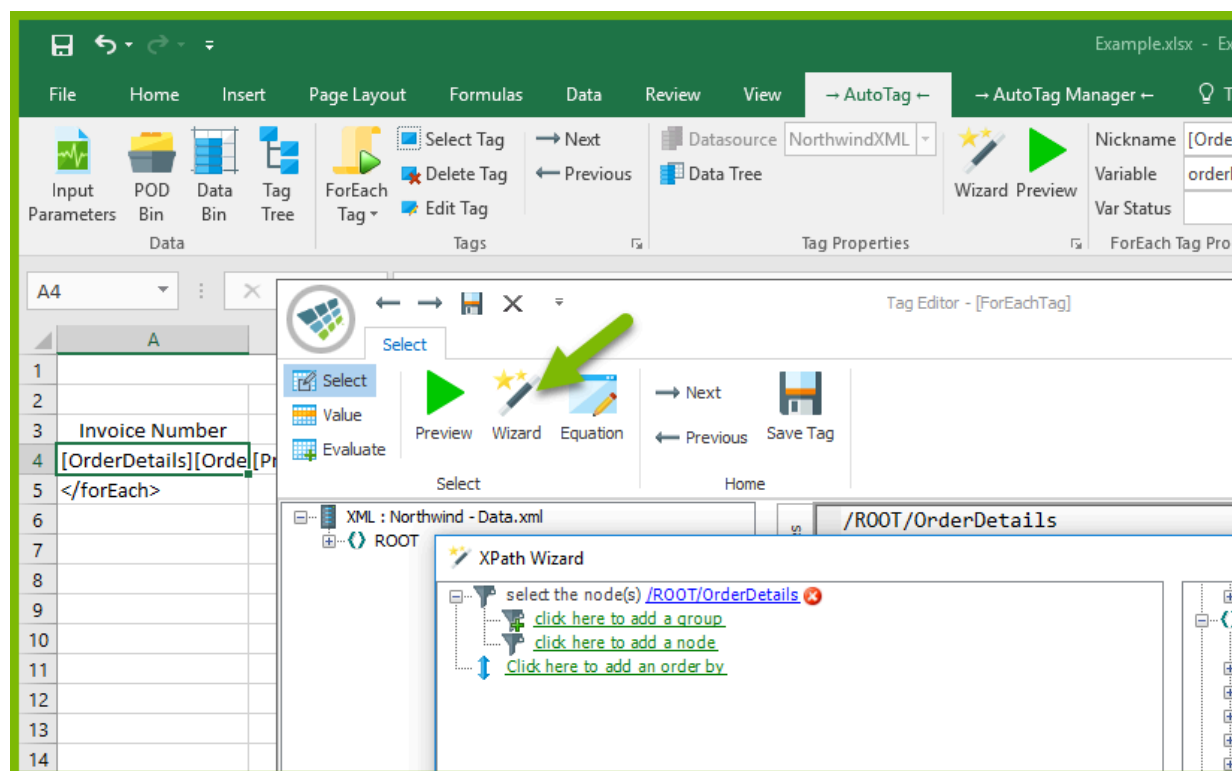 Example.xlsx - Ex
File Home Insert Page Layout Formulas Data Review View → AutoTag ← → AutoTag Manager ← T
Input Parameters
POD Bin
Data Bin
Tag Tree
Data
ForEach Tag
Select Tag
Delete Tag
Edit Tag
→ Next
← Previous
Tags
Datasource NorthwindXML
Data Tree
Wizard Preview
Tag Properties
Nickname [Orde
Variable
Var Status
ForEach Tag Pro
A4
Tag Editor - [ForEachTag]
Select
Select
Value
Evaluate
Preview Wizard Equation
Select
→ Next
← Previous
Save Tag
Home
A
1
2
3 Invoice Number
4 [OrderDetails][Orde [Pr
5 </forEach>
6
7
8
9
10
11
12
13
14
XML : Northwind - Data.xml
ROOT
/ROOT/OrderDetails
XPath Wizard
select the node(s) /ROOT/OrderDetails
click here to add a group
click here to add a node
Click here to add an order by